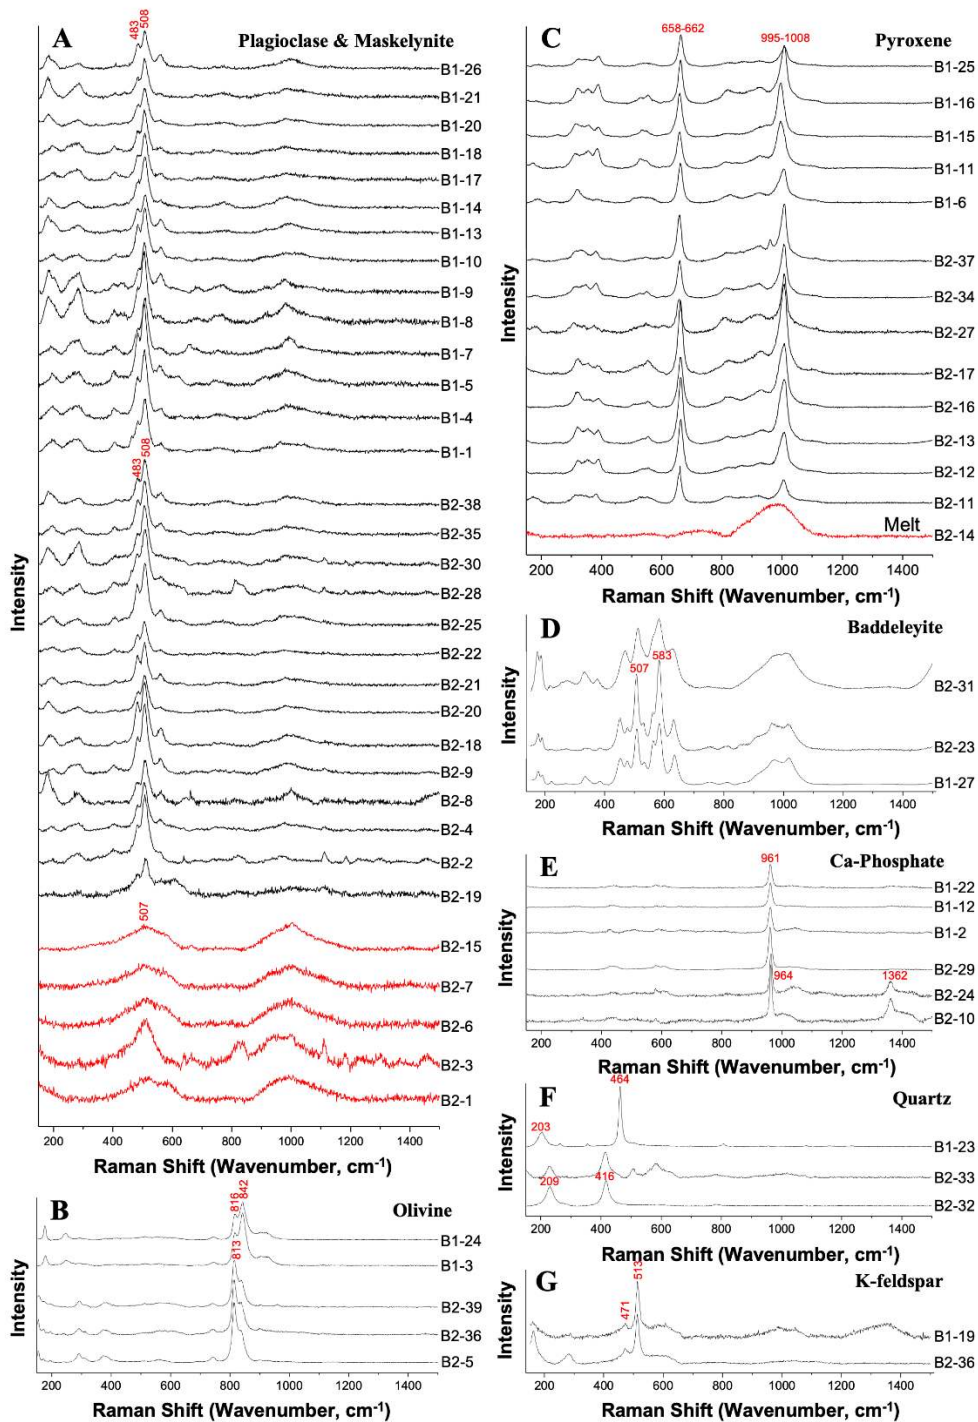 A
Plagioclase & Maskelynite
483
508
B1-26
B1-21
B1-20
B1-18
B1-17
B1-14
B1-13
B1-10
B1-9
B1-8
B1-7
B1-5
B1-4
B1-1
483
508
B2-38
B2-35
B2-30
B2-28
B2-25
B2-22
B2-21
B2-20
B2-18
B2-9
B2-8
B2-4
B2-2
B2-19
507
B2-15
B2-7
B2-6
B2-3
B2-1
Intensity
200 400 600 800 1000 1200 1400
Raman Shift (Wavenumber, cm-1)
B
Olivine
816
842
813
B1-24
B1-3
B2-39
B2-36
B2-5
Intensity
200 400 600 800 1000 1200 1400
Raman Shift (Wavenumber, cm-1)
C
Pyroxene
658-662
995-1008
B1-25
B1-16
B1-15
B1-11
B1-6
B2-37
B2-34
B2-27
B2-17
B2-16
B2-13
B2-12
B2-11
Melt
B2-14
Intensity
200 400 600 800 1000 1200 1400
Raman Shift (Wavenumber, cm-1)
D
Baddeleyite
507
583
B2-31
B2-23
B1-27
Intensity
200 400 600 800 1000 1200 1400
Raman Shift (Wavenumber, cm-1)
E
Ca-Phosphate
961
B1-22
B1-12
B1-2
B2-29
964
1362
B2-24
B2-10
Intensity
200 400 600 800 1000 1200 1400
Raman Shift (Wavenumber, cm-1)
F
Quartz
464
203
B1-23
B2-33
209
416
B2-32
Intensity
200 400 600 800 1000 1200 1400
Raman Shift (Wavenumber, cm-1)
G
K-feldspar
513
471
B1-19
B2-36
Intensity
200 400 600 800 1000 1200 1400
Raman Shift (Wavenumber, cm-1)